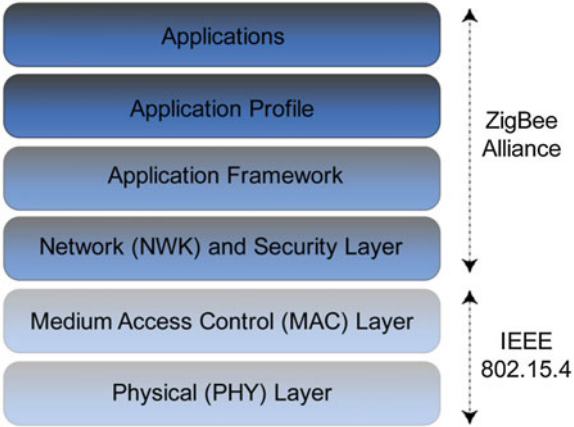 Applications
Application Profile
Application Framework
Network (NWK) and Security Layer
Medium Access Control (MAC) Layer
Physical (PHY) Layer
ZigBee
Alliance
IEEE
802.15.4